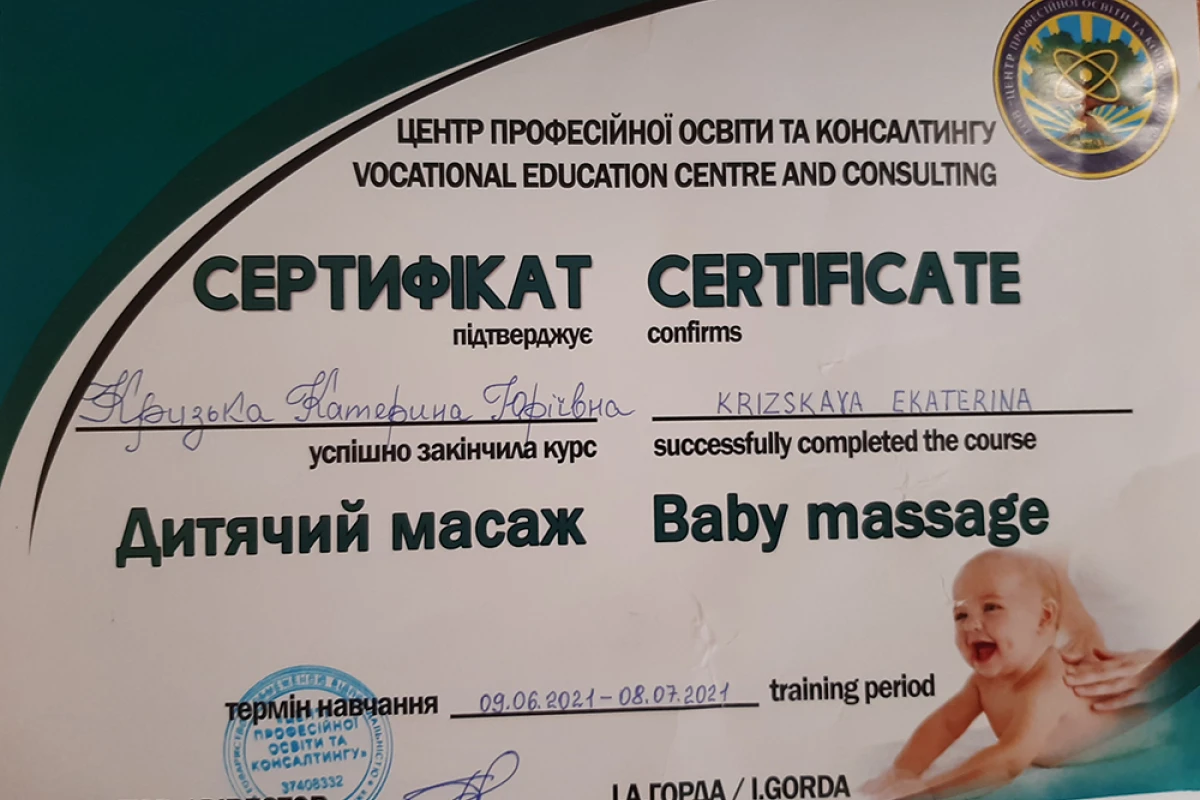 ЦЕНТР ПРОФЕСІЙНОЇ ОСВІТИ ТА КОНСАЛТИНГУ
VOCATIONAL EDUCATION CENTRE AND CONSULTING
СЕРТИФІКАТ CERTIFICATE
підтверджує confirms
Кризька Катерина Юріївна KRIZSKAYA EKATERINA
успішно закінчила курс successfully completed the course
Дитячий масаж Baby massage
термін навчання 09.06.2021-08.07.2021 training period
ПРОФЕСІЙНОЇ
ОСВІТИ ТА
КОНСАЛТИНГУ»
37408332
І.А ГОРДА / I.GORDA